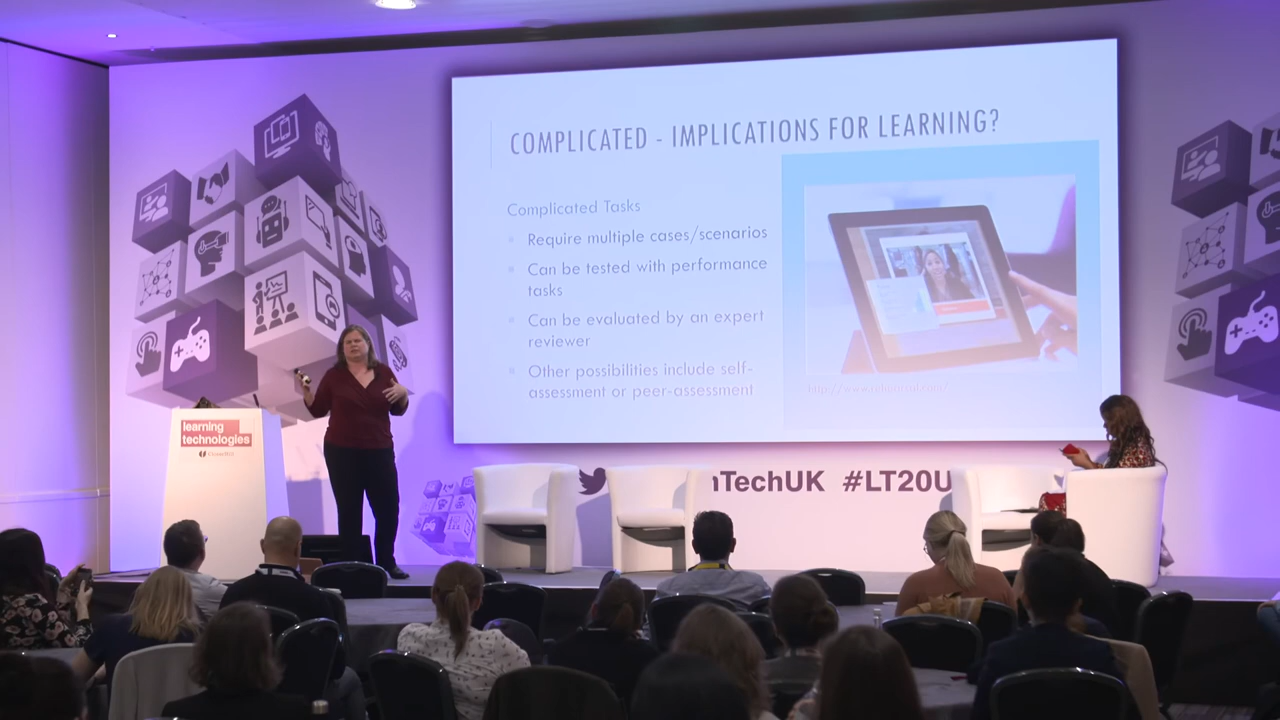 COMPLICATED - IMPLICATIONS FOR LEARNING?
Complicated Tasks
Require multiple cases/scenarios
Can be tested with performance
tasks
Can be evaluated by an expert
reviewer
Other possibilities include self-
assessment or peer-assessment
learning
technologies
nTechUK #LT20U